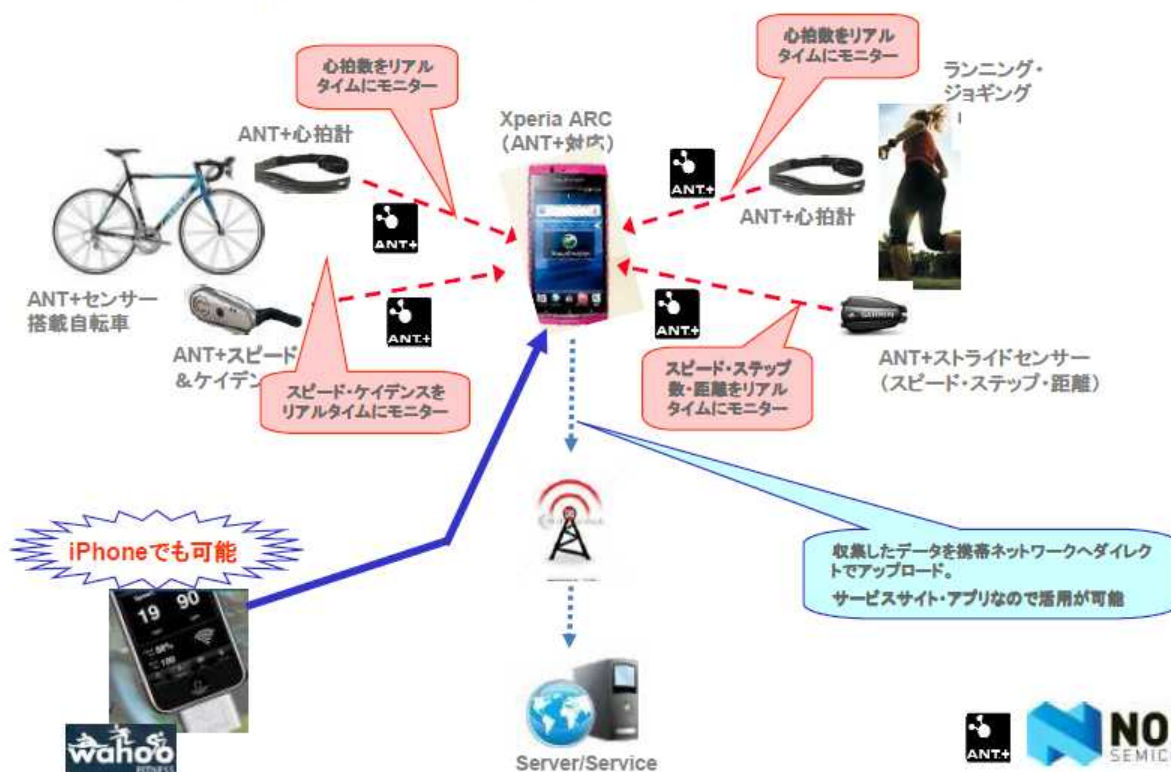 心拍数をリアル
タイムにモニター
心拍数をリアル
タイムにモニター
ランニング・
ジョギング
Xperia ARC
(ANT+対応)
ANT+心拍計
ANT+
ANT+
ANT+心拍計
ANT+センサー
搭載自転車
ANT+スピード
&ケイデン
ANT+
ANT+
GARMIN
ANT+ストライドセンサー
(スピード・ステップ・距離)
スピード・ケイデンスを
リアルタイムにモニター
スピード・ステップ
数・距離をリアル
タイムにモニター
iPhoneでも可能
収集したデータを携帯ネットワークへダイレク
トでアップロード。
サービスサイト・アプリなので活用が可能
19 90
wahoo
FITNESS
Server/Service
ANT+
NO
SEMIC